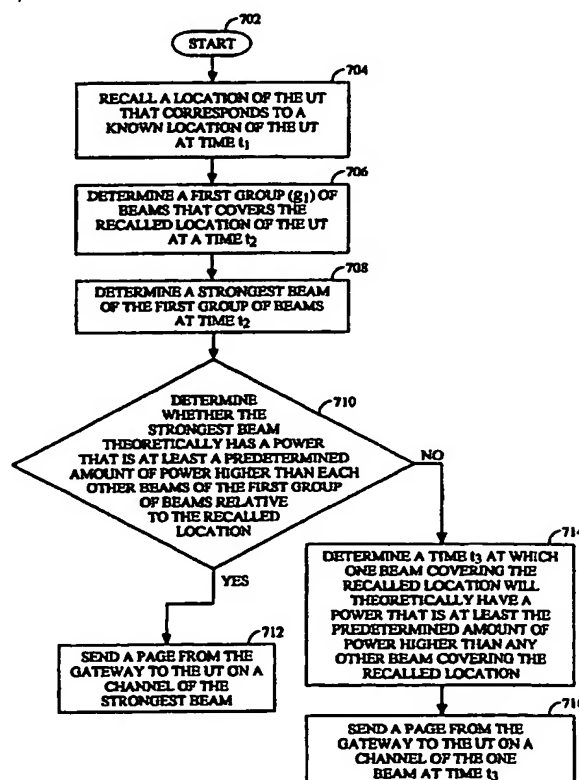 702
START
704
RECALL A LOCATION OF THE UT
THAT CORRESPONDS TO A
KNOWN LOCATION OF THE UT
AT TIME t1
706
DETERMINE A FIRST GROUP (g1) OF
BEAMS THAT COVERS THE
RECALLED LOCATION OF THE UT
AT A TIME t2
708
DETERMINE A STRONGEST BEAM
OF THE FIRST GROUP OF BEAMS
AT TIME t2
710
DETERMINE
WHETHER THE
STRONGEST BEAM
THEORETICALLY HAS A POWER
THAT IS AT LEAST A PREDETERMINED
AMOUNT OF POWER HIGHER THAN EACH
OTHER BEAMS OF THE FIRST GROUP
OF BEAMS RELATIVE
TO THE RECALLED
LOCATION
NO
YES
712
SEND A PAGE FROM THE
GATEWAY TO THE UT ON A
CHANNEL OF THE
STRONGEST BEAM
714
DETERMINE A TIME t3 AT WHICH
ONE BEAM COVERING THE
RECALLED LOCATION WILL
THEORETICALLY HAVE A
POWER THAT IS AT LEAST THE
PREDETERMINED AMOUNT OF
POWER HIGHER THAN ANY
OTHER BEAM COVERING THE
RECALLED LOCATION
716
SEND A PAGE FROM THE
GATEWAY TO THE UT ON A
CHANNEL OF THE ONE
BEAM AT TIME t3